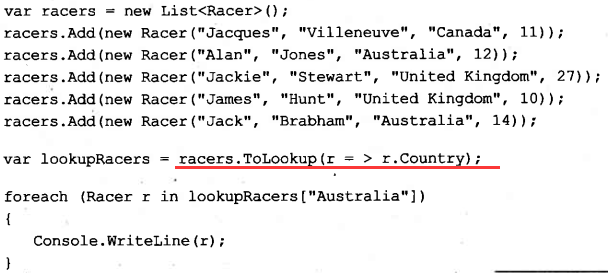 var racers = new List<Racer>();
racers.Add(new Racer("Jacques", "Villeneuve", "Canada", 11));
racers.Add(new Racer("Alan", "Jones", "Australia", 12));
racers.Add(new Racer("Jackie", "Stewart", "United Kingdom", 27));
racers.Add(new Racer("James", "Hunt", "United Kingdom", 10));
racers.Add(new Racer("Jack", "Brabham", "Australia", 14));
var lookupRacers = racers.ToLookup(r = > r.Country);
foreach (Racer r in lookupRacers["Australia"])
{
Console.WriteLine(r);
}